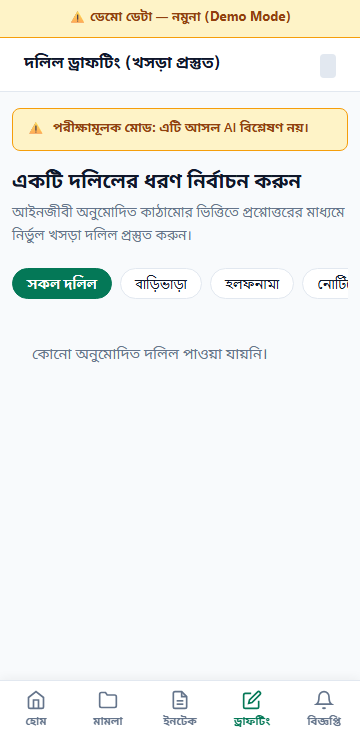 ডেমো ডেটা — নমুনা (Demo Mode)
দলিল ড্রাফটিং (খসড়া প্রস্তুত)
পরীক্ষামূলক মোড: এটি আসল AI বিশ্লেষণ নয়।
একটি দলিলের ধরণ নির্বাচন করুন
আইনজীবী অনুমোদিত কাঠামোর ভিত্তিতে প্রশ্নোত্তরের মাধ্যমে
নির্ভুল খসড়া দলিল প্রস্তুত করুন।
সকল দলিল বাড়িভাড়া হলফনামা
কোনো অনুমোদিত দলিল পাওয়া যায়নি।
হোম মামলা ইনটেক ড্রাফটিং বিজ্ঞপ্তি